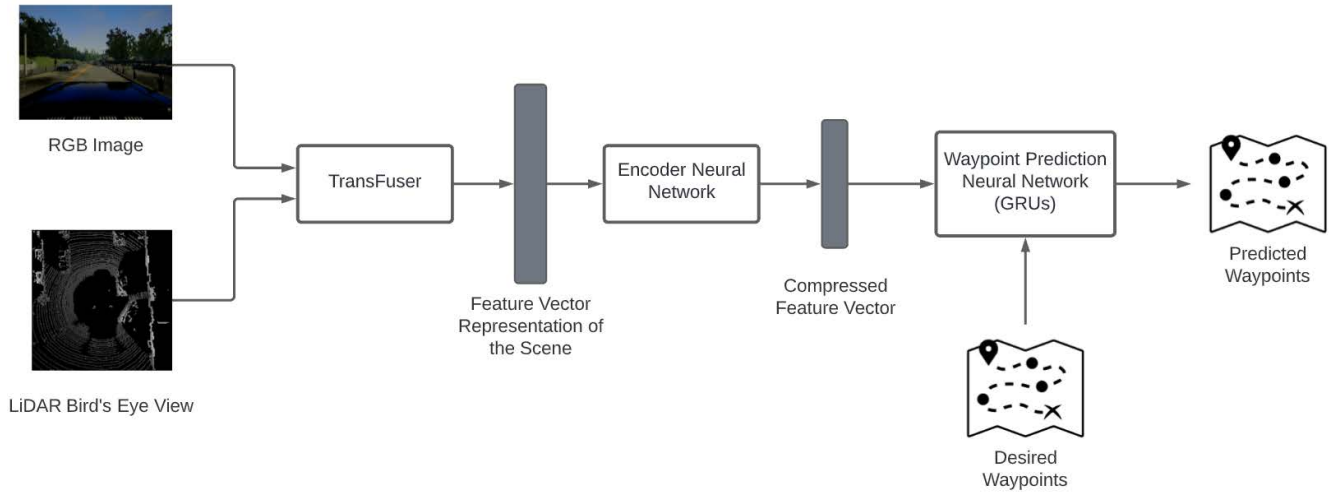 RGB Image
LiDAR Bird's Eye View
TransFuser
Feature Vector
Representation of
the Scene
Encoder Neural
Network
Compressed
Feature Vector
Waypoint Prediction
Neural Network
(GRUs)
Desired
Waypoints
Predicted
Waypoints